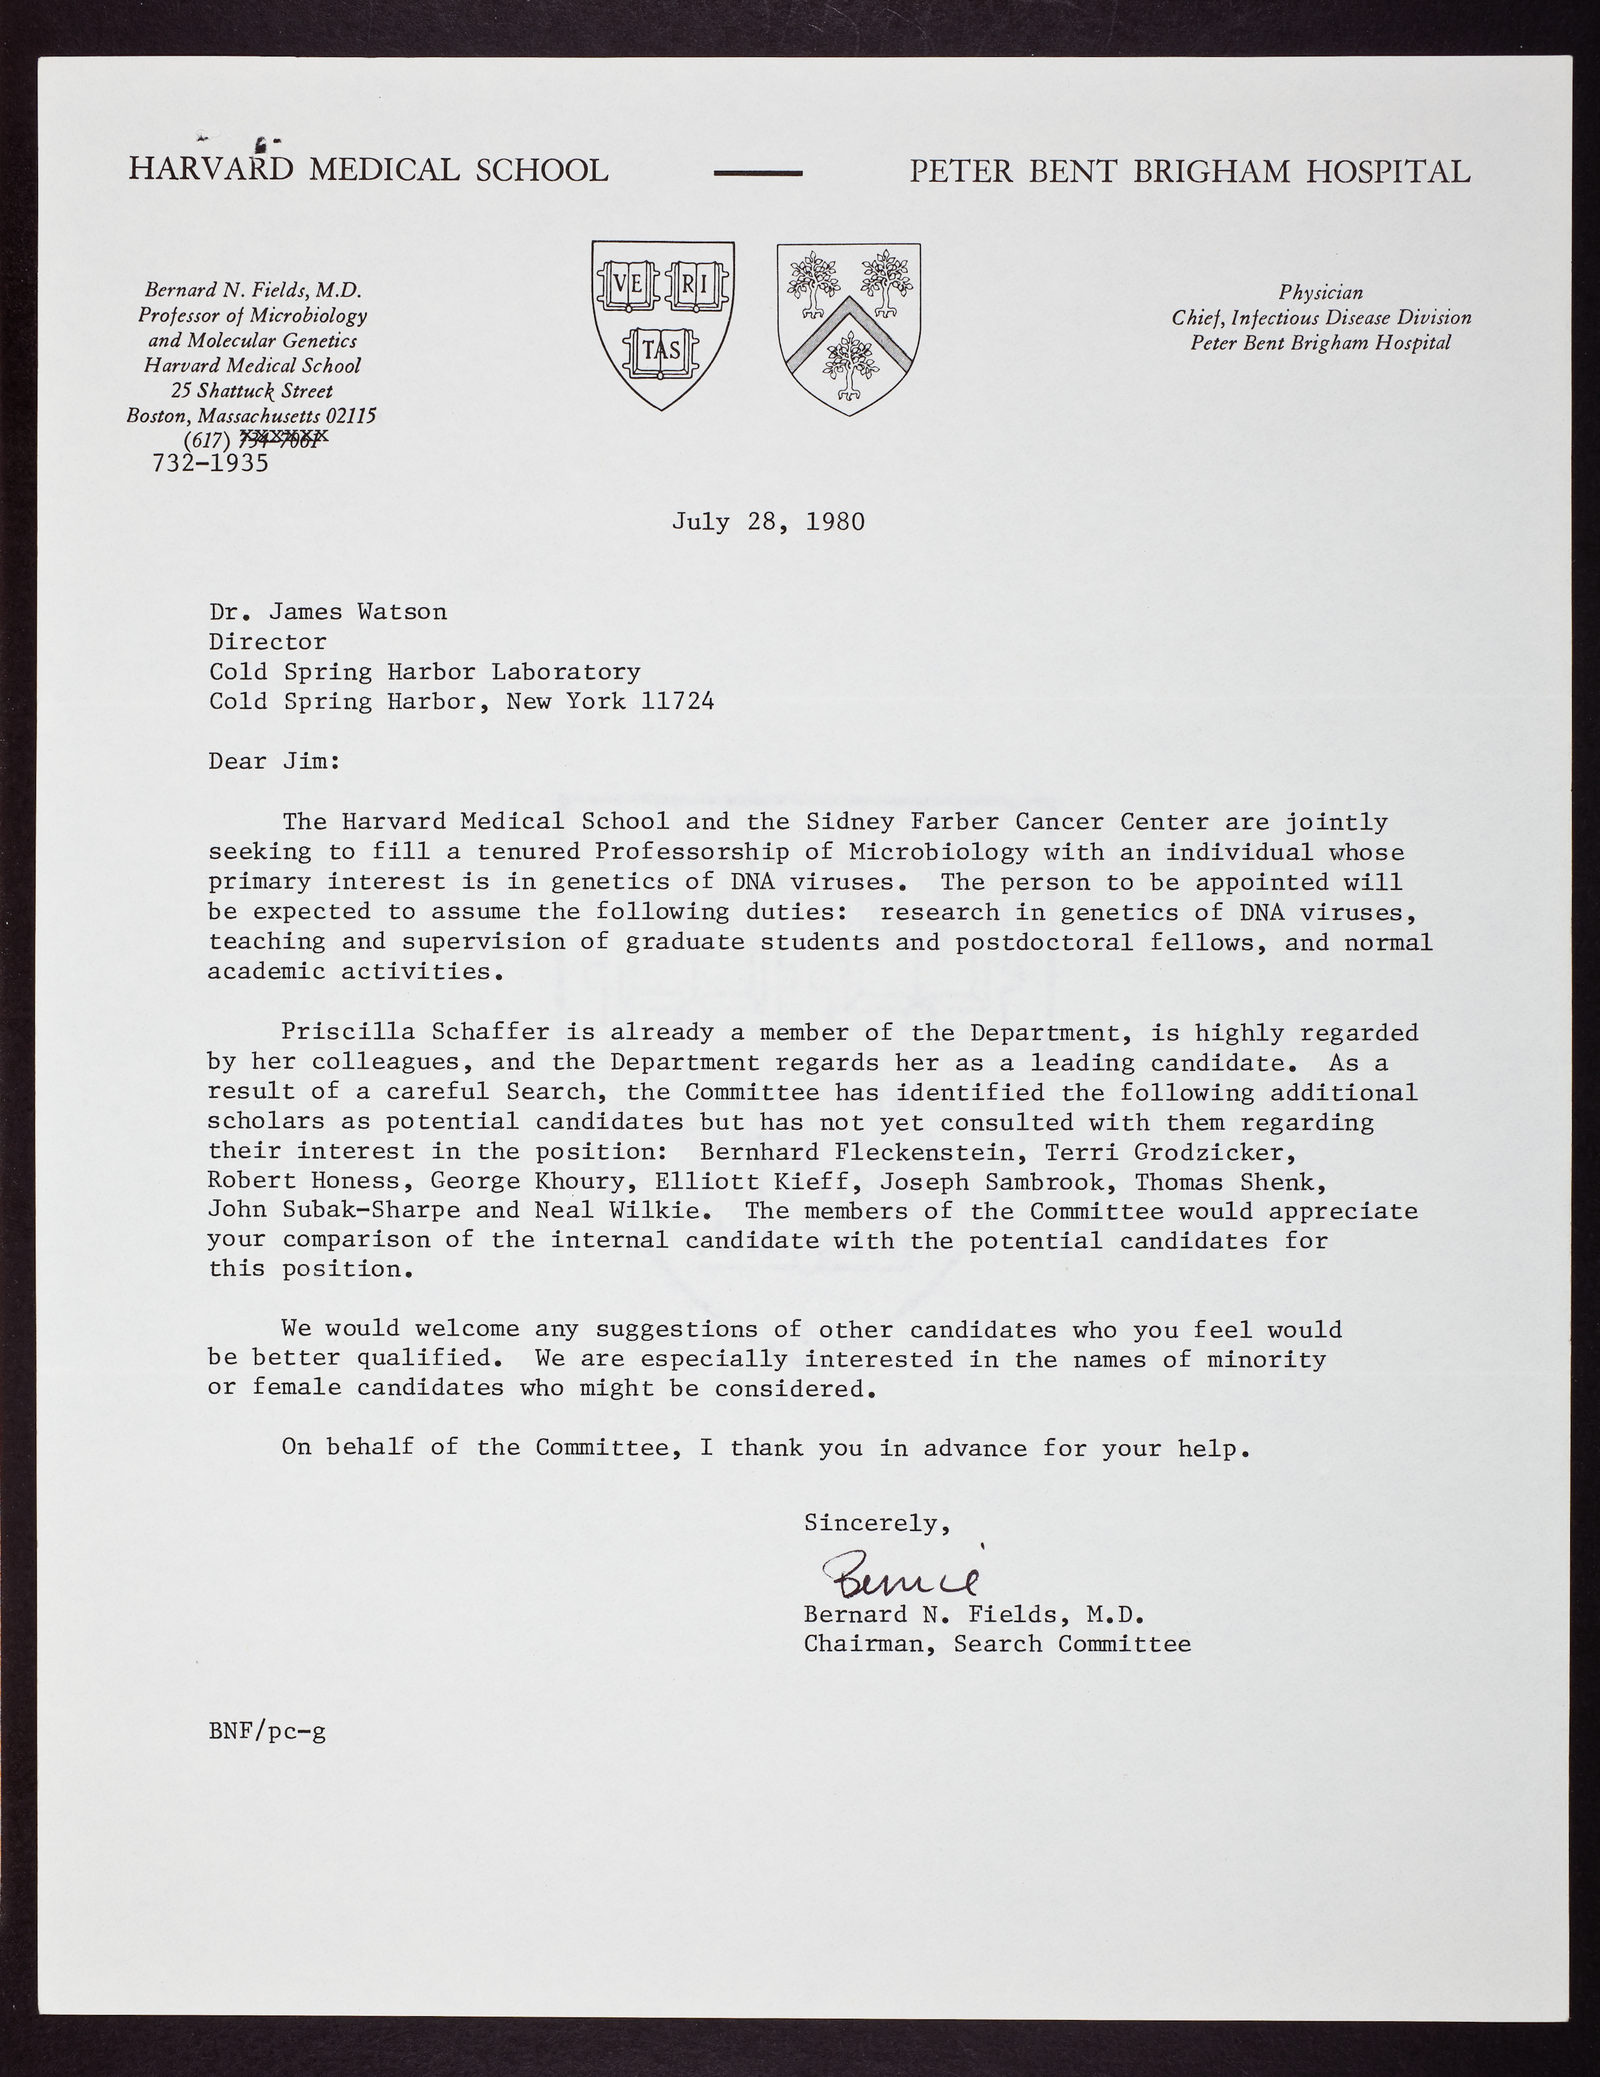 HARVARD MEDICAL SCHOOL — PETER BENT BRIGHAM HOSPITAL
Bernard N. Fields, M.D.
Professor of Microbiology
and Molecular Genetics
Harvard Medical School
25 Shattuck Street
Boston, Massachusetts 02115
(617) 734-7061
732-1935
VE RI
TAS
Physician
Chief, Infectious Disease Division
Peter Bent Brigham Hospital
July 28, 1980
Dr. James Watson
Director
Cold Spring Harbor Laboratory
Cold Spring Harbor, New York 11724
Dear Jim:
The Harvard Medical School and the Sidney Farber Cancer Center are jointly
seeking to fill a tenured Professorship of Microbiology with an individual whose
primary interest is in genetics of DNA viruses. The person to be appointed will
be expected to assume the following duties: research in genetics of DNA viruses,
teaching and supervision of graduate students and postdoctoral fellows, and normal
academic activities.
Priscilla Schaffer is already a member of the Department, is highly regarded
by her colleagues, and the Department regards her as a leading candidate. As a
result of a careful Search, the Committee has identified the following additional
scholars as potential candidates but has not yet consulted with them regarding
their interest in the position: Bernhard Fleckenstein, Terri Grodzicker,
Robert Honess, George Khoury, Elliott Kieff, Joseph Sambrook, Thomas Shenk,
John Subak-Sharpe and Neal Wilkie. The members of the Committee would appreciate
your comparison of the internal candidate with the potential candidates for
this position.
We would welcome any suggestions of other candidates who you feel would
be better qualified. We are especially interested in the names of minority
or female candidates who might be considered.
On behalf of the Committee, I thank you in advance for your help.
Sincerely,
Bernie
Bernard N. Fields, M.D.
Chairman, Search Committee
BNF/pc-g